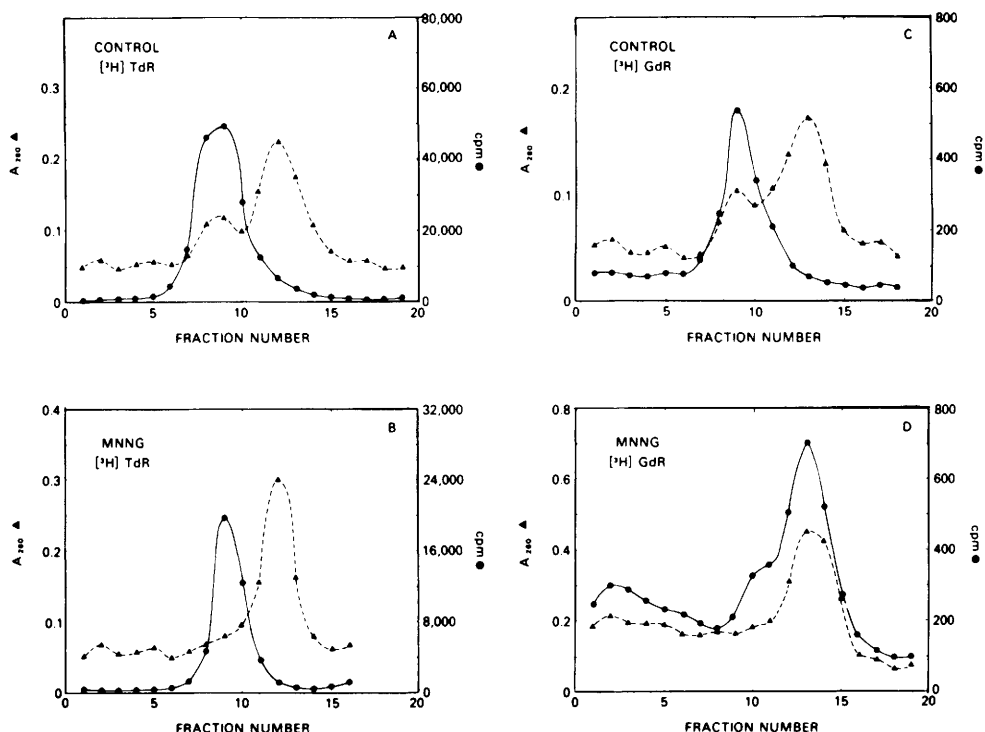 A
CONTROL
[³H] TdR
80,000
60,000
40,000
20,000
0
0.3
0.2
0.1
0
A₂₈₀ ▲
cpm ●
0 5 10 15 20
FRACTION NUMBER
C
CONTROL
[³H] GdR
800
600
400
200
0
0.2
0.1
0
A₂₈₀ ▲
cpm ●
0 5 10 15 20
FRACTION NUMBER
B
MNNG
[³H] TdR
32,000
24,000
16,000
8,000
0
0.4
0.3
0.2
0.1
0
A₂₈₀ ▲
cpm ●
0 5 10 15 20
FRACTION NUMBER
D
MNNG
[³H] GdR
800
600
400
200
0
0.8
0.6
0.4
0.2
0
A₂₈₀ ▲
cpm ●
0 5 10 15 20
FRACTION NUMBER